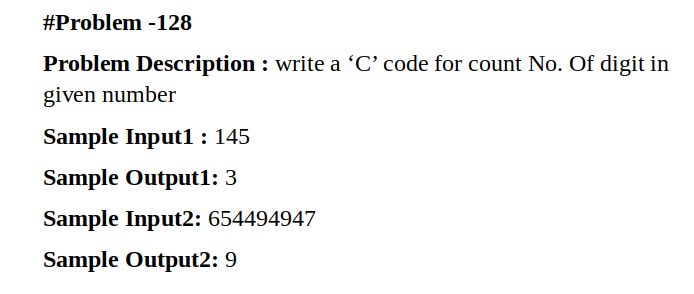 #Problem -128
Problem Description : write a ‘C’ code for count No. Of digit in
given number
Sample Input1 : 145
Sample Output1: 3
Sample Input2: 654494947
Sample Output2: 9